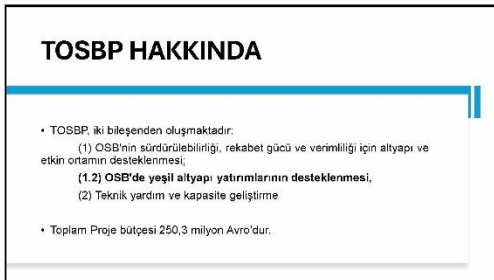 TOSBP HAKKINDA
• TOSBP, iki bileşenden oluşmaktadır:
(1) OSB'nin sürdürülebilirliği, rekabet gücü ve verimliliği için altyapı ve
etkin ortamın desteklenmesi;
(1.2) OSB'de yeşil altyapı yatırımlarının desteklenmesi,
(2) Teknik yardım ve kapasite geliştirme
• Toplam Proje bütçesi 250,3 milyon Avro'dur.